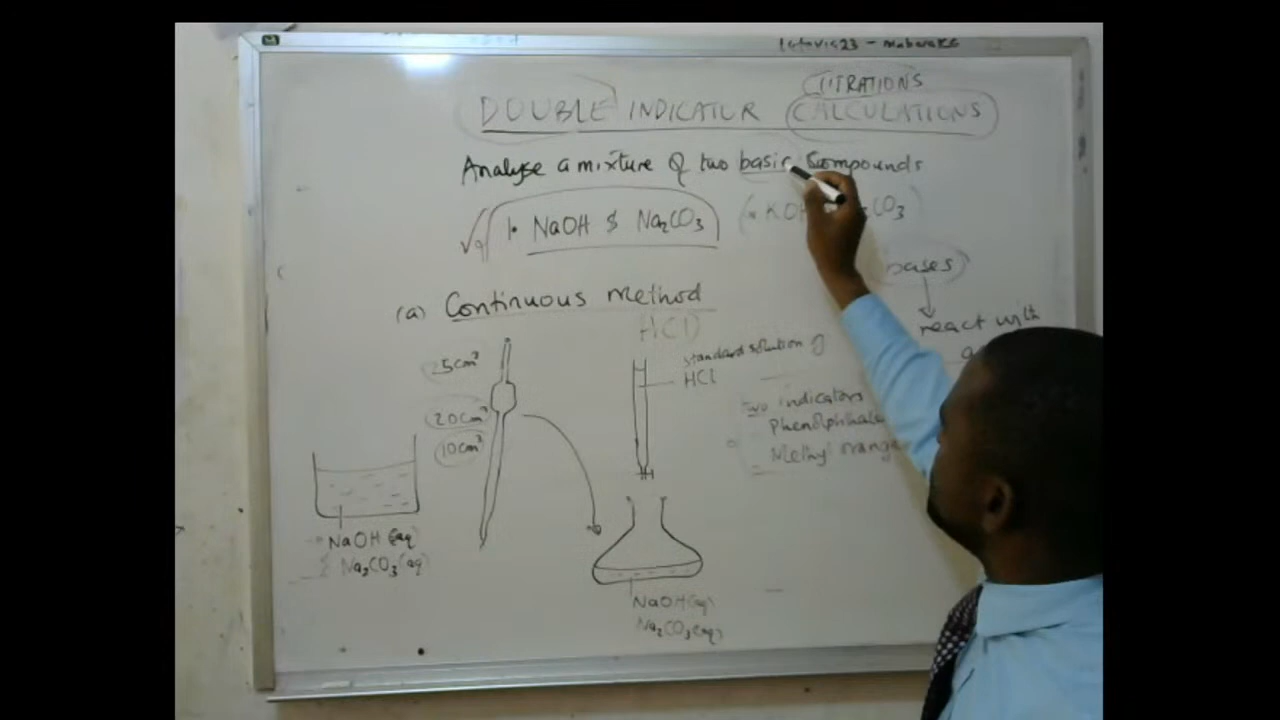 TITRATIONS
DOUBLE INDICATOR CALCULATIONS
Analyse a mixture of two basic Compounds
1. NaOH & Na₂CO₃
KOH CO₃
bases
react with
(a) Continuous method
HCl
standard solution of
HCl
25cm³
20cm³
10cm³
two indicators
Phenolphthale
Methyl orange
NaOH (aq)
& Na₂CO₃(aq)
NaOH(aq)
Na₂CO₃(aq)